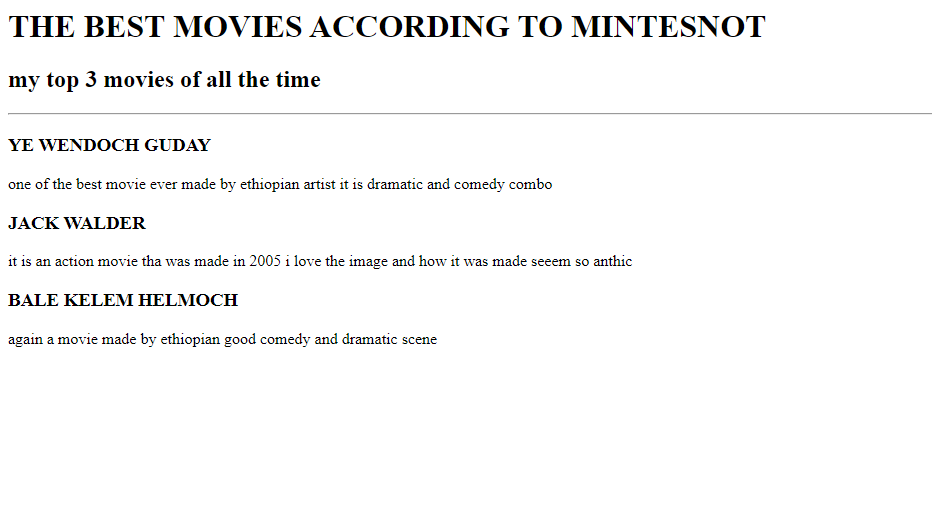 THE BEST MOVIES ACCORDING TO MINTESNOT
my top 3 movies of all the time
YE WENDOCH GUDAY
one of the best movie ever made by ethiopian artist it is dramatic and comedy combo
JACK WALDER
it is an action movie tha was made in 2005 i love the image and how it was made seeem so anthic
BALE KELEM HELMOCH
again a movie made by ethiopian good comedy and dramatic scene